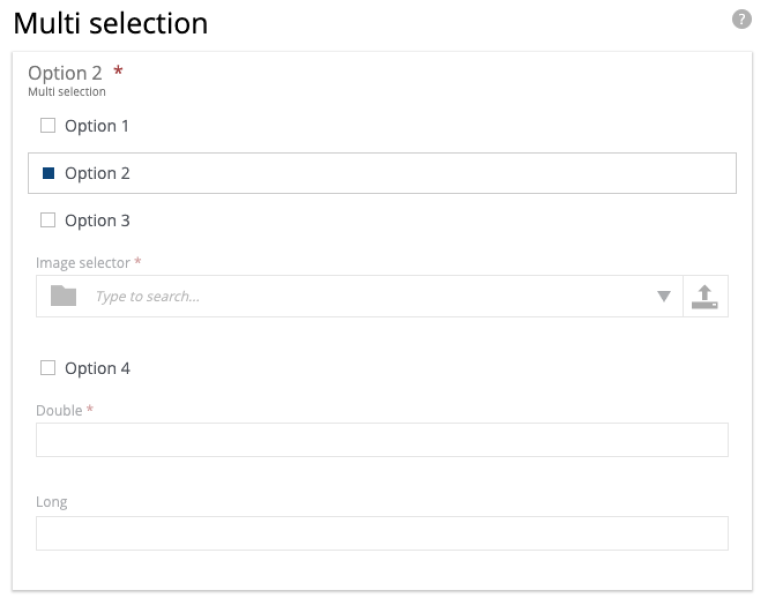 Multi selection
?
Option 2 *
Multi selection
Option 1
Option 2
Option 3
Image selector *
Type to search...
Option 4
Double *
Long